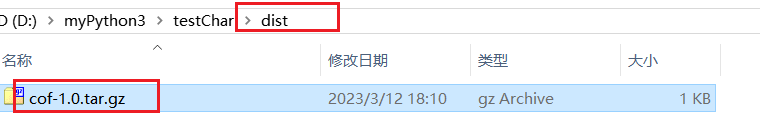 D (D:) > myPython3 > testChar > dist
名称 修改日期 类型 大小
cof-1.0.tar.gz 2023/3/12 18:10 gz Archive 1 KB